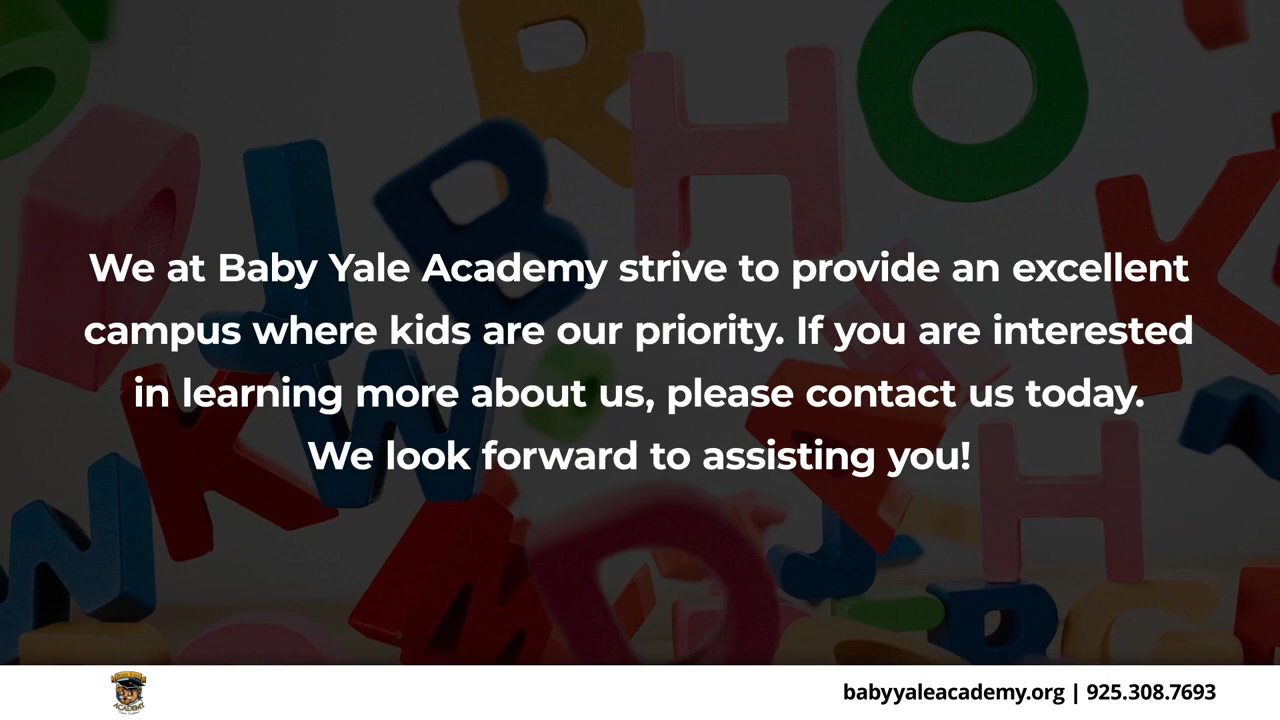 We at Baby Yale Academy strive to provide an excellent
campus where kids are our priority. If you are interested
in learning more about us, please contact us today.
We look forward to assisting you!
ACADEMY
babyyaleacademy.org | 925.308.7693